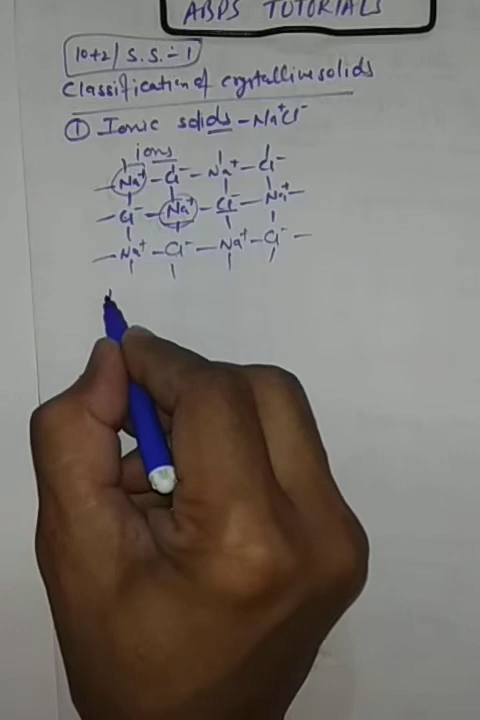 ABPS TUTORIALS
10+2/ S.S.-1
Classification of crystalline solids
① Ionic solids - Na⁺Cl⁻
ions
- Na⁺ - Cl⁻ - Na⁺ - Cl⁻
- Cl⁻ - Na⁺ - Cl⁻ - Na⁺ -
- Na⁺ - Cl⁻ - Na⁺ - Cl⁻ -